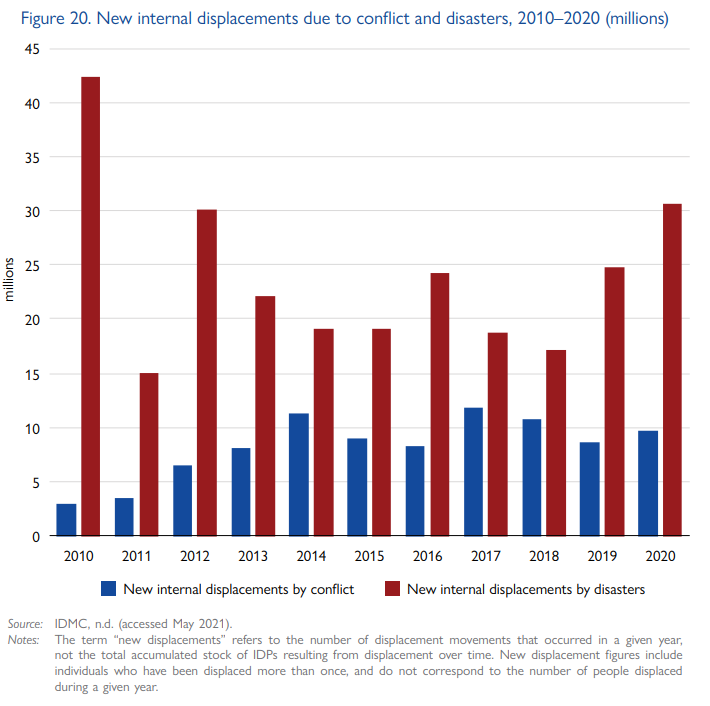 Figure 20. New internal displacements due to conflict and disasters, 2010–2020 (millions)
45
40
35
30
25
20
15
10
5
0
millions
2010 2011 2012 2013 2014 2015 2016 2017 2018 2019 2020
New internal displacements by conflict New internal displacements by disasters
Source: IDMC, n.d. (accessed May 2021).
Notes: The term “new displacements” refers to the number of displacement movements that occurred in a given year,
not the total accumulated stock of IDPs resulting from displacement over time. New displacement figures include
individuals who have been displaced more than once, and do not correspond to the number of people displaced
during a given year.